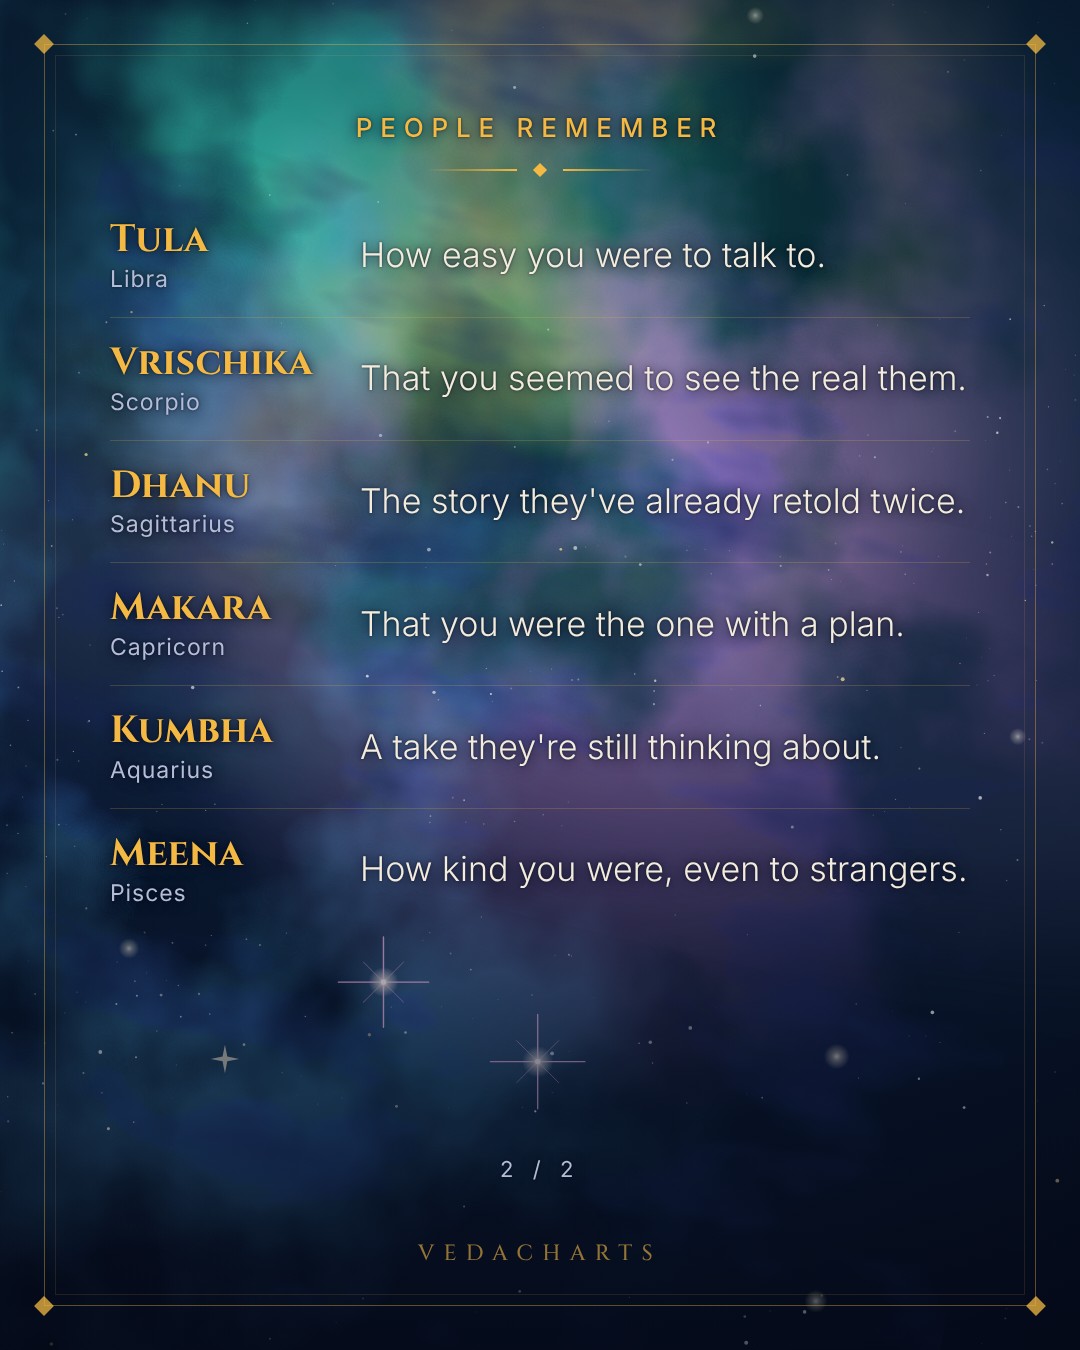 PEOPLE REMEMBER
TULA
Libra
How easy you were to talk to.
VRISCHIKA
Scorpio
That you seemed to see the real them.
DHANU
Sagittarius
The story they've already retold twice.
MAKARA
Capricorn
That you were the one with a plan.
KUMBHA
Aquarius
A take they're still thinking about.
MEENA
Pisces
How kind you were, even to strangers.
2 / 2
VEDACHARTS